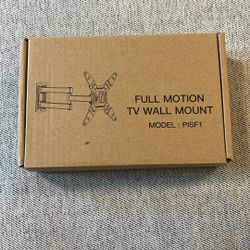 FULL MOTION
TV WALL MOUNT
MODEL : PISF1